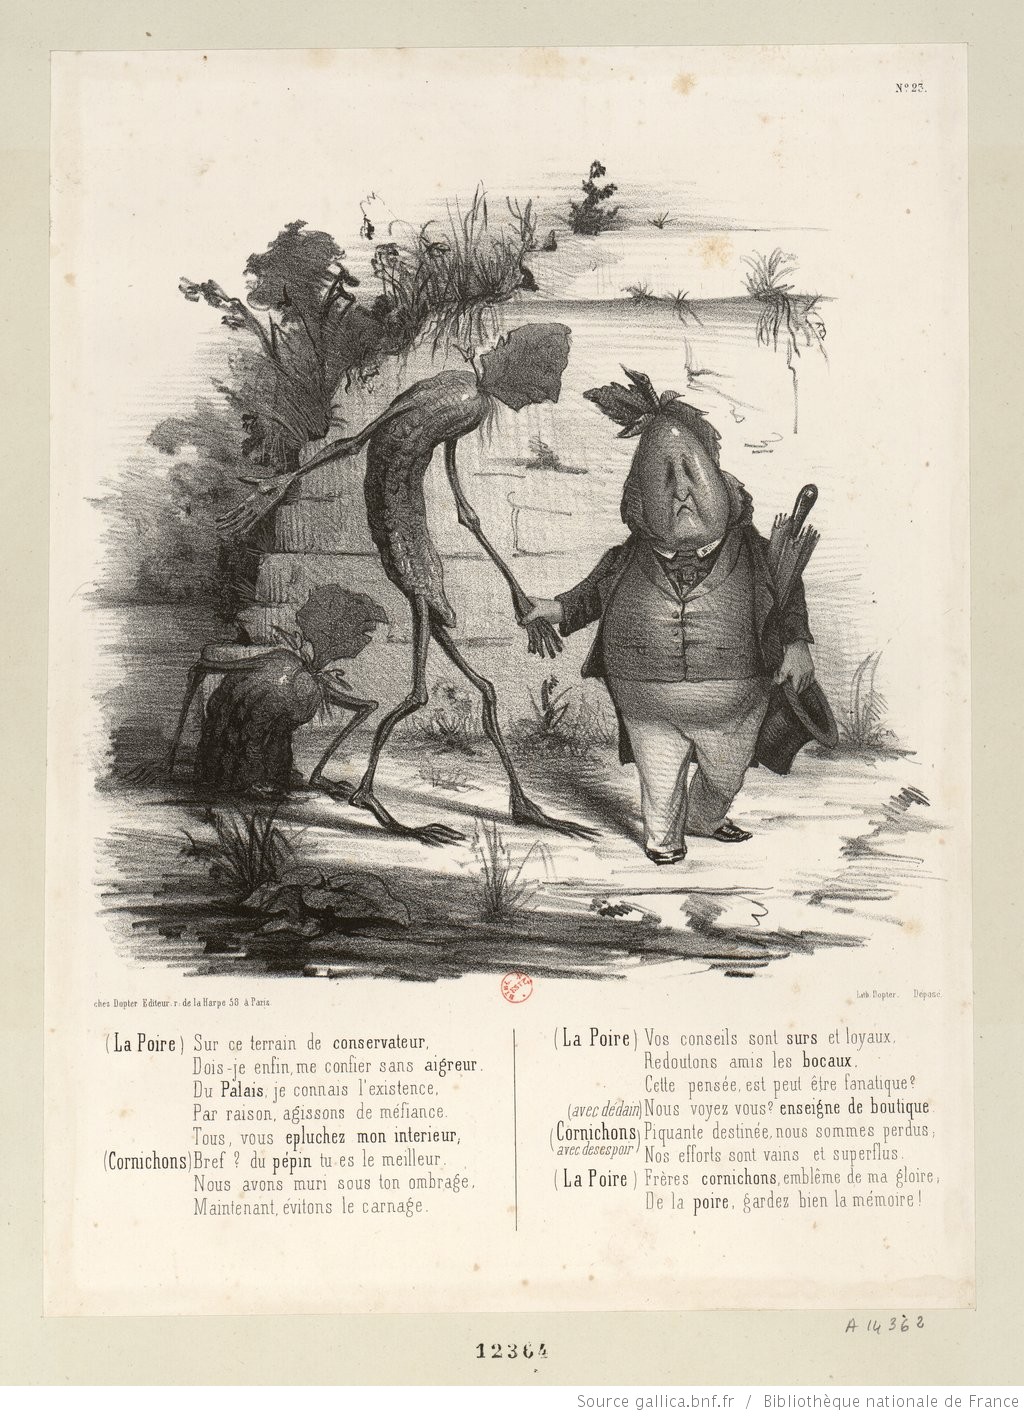 Nº 23.
chez Dopter Editeur. r. de la Harpe 58 à Paris
Lith. Dopter. Déposé.
(La Poire) Sur ce terrain de conservateur,
Dois-je enfin, me confier sans aigreur.
Du Palais, je connais l'existence,
Par raison, agissons de méfiance.
Tous, vous epluchez mon interieur,
(Cornichons) Bref ? du pépin tu es le meilleur.
Nous avons muri sous ton ombrage,
Maintenant, évitons le carnage.
(La Poire) Vos conseils sont surs et loyaux.
Redoutons amis les bocaux.
Cette pensée, est peut être fanatique?
(avec dédain) Nous voyez vous? enseigne de boutique.
(Cornichons avec desespoir) Piquante destinée, nous sommes perdus;
Nos efforts sont vains et superflus.
(La Poire) Frères cornichons, emblême de ma gloire,
De la poire, gardez bien la mémoire!
A 14 362
12364
Source gallica.bnf.fr / Bibliothèque nationale de France